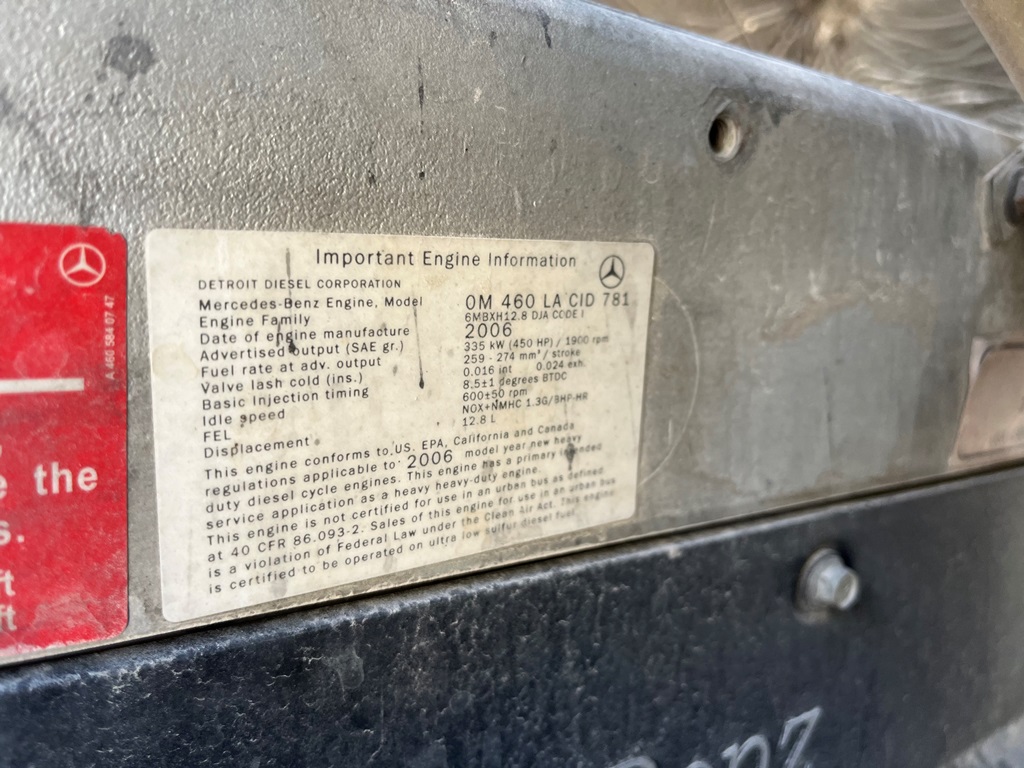 Important Engine Information
DETROIT DIESEL CORPORATION
Mercedes-Benz Engine, Model OM 460 LA CID 781
Engine Family 6MBXH12.8 DJA CODE I
Date of engine manufacture 2006
Advertised output (SAE gr.) 335 kW (450 HP) / 1900 rpm
Fuel rate at adv. output 259 - 274 mm³ / stroke
Valve lash cold (ins.) 0.016 int 0.024 exh.
Basic Injection timing 8,5±1 degrees BTDC
Idle speed 600±50 rpm
FEL NOX+NMHC 1.3G/BHP-HR
Displacement 12.8 L
This engine conforms to US. EPA, California and Canada
regulations applicable to 2006 model year new heavy
duty diesel cycle engines. This engine has a primary intended
service application as a heavy heavy-duty engine.
This engine is not certified for use in an urban bus as defined
at 40 CFR 86.093-2. Sales of this engine for use in an urban bus
is a violation of Federal Law under the Clean Air Act. This engine
is certified to be operated on ultra low sulfur diesel fuel
A 460 584 07 47
the
s.
ft
ft
Benz